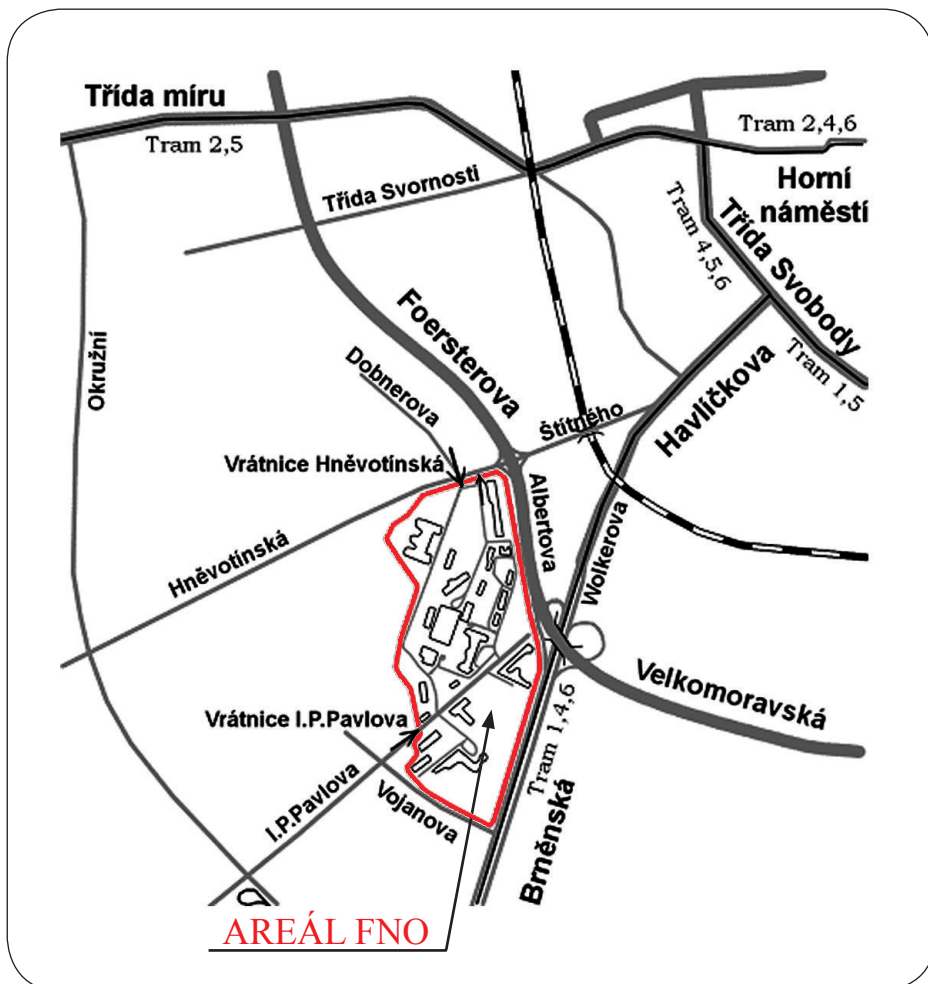 Třída míru
Tram 2,5
Tram 2,4,6
Horní
náměstí
Třída Svornosti
Tram 4,5,6
Třída Svobody
Tram 1,5
Foersterova
Dobnerova
Okružní
Štítného
Havlíčkova
Vrátnice Hněvotínská
Albertova
Wolkerova
Hněvotínská
Velkomoravská
Vrátnice I.P.Pavlova
Tram 1,4,6
I.P.Pavlova
Vojanova
Brněnská
AREÁL FNO